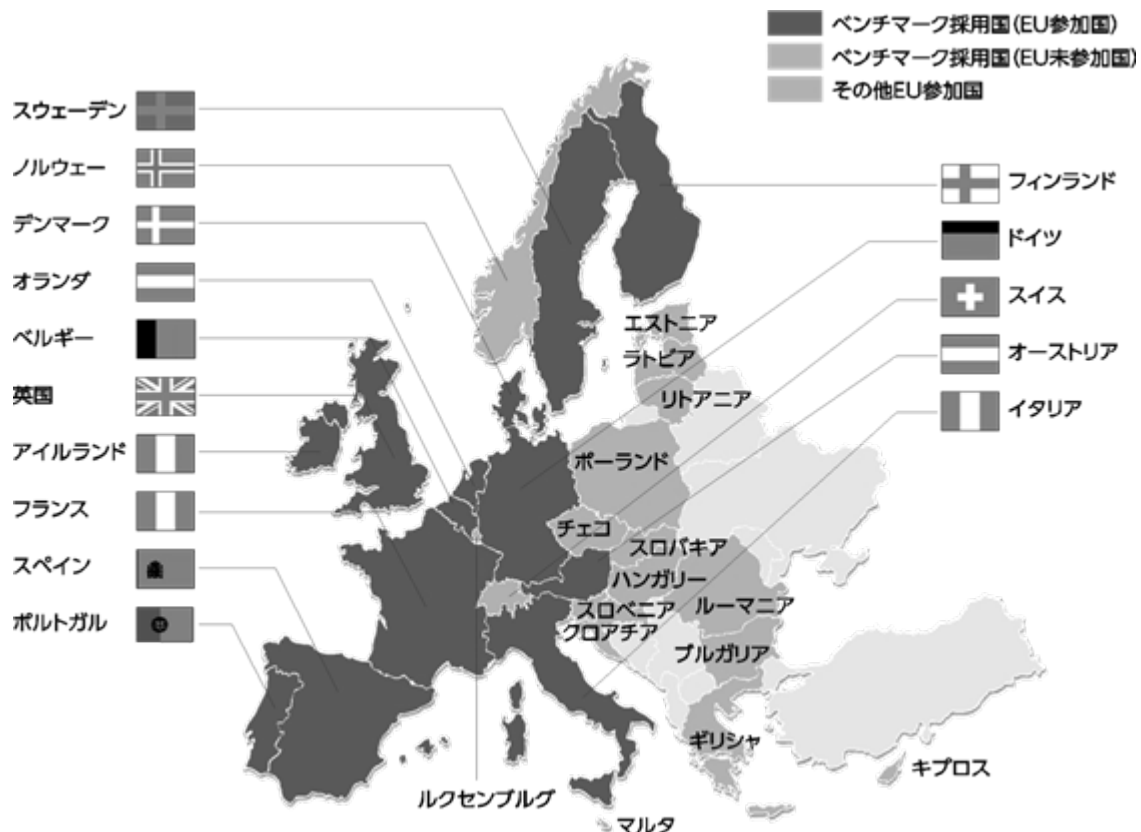 ベンチマーク採用国(EU参加国)
ベンチマーク採用国(EU未参加国)
その他EU参加国
スウェーデン
ノルウェー
デンマーク
オランダ
ベルギー
英国
アイルランド
フランス
スペイン
ポルトガル
フィンランド
ドイツ
スイス
オーストリア
イタリア
エストニア
ラトビア
リトアニア
ポーランド
チェコ
スロバキア
ハンガリー
スロベニア
ルーマニア
クロアチア
ブルガリア
ギリシャ
キプロス
ルクセンブルグ
マルタ